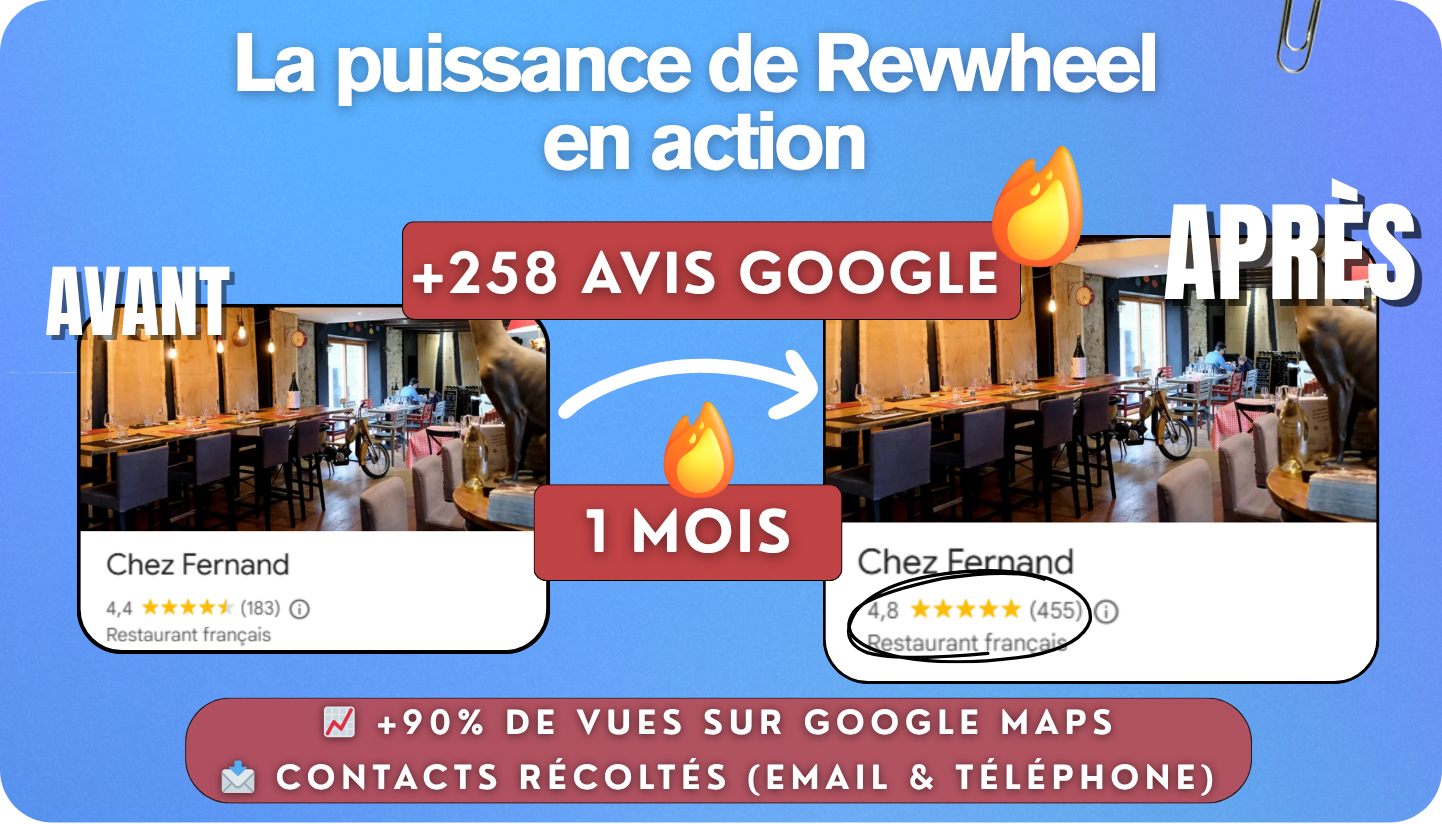 La puissance de Revwheel
en action
AVANT
+258 AVIS GOOGLE
APRÈS
1 MOIS
Chez Fernand
4,4 (183)
Restaurant français
Chez Fernand
4,8 (455)
Restaurant français
+90% DE VUES SUR GOOGLE MAPS
CONTACTS RÉCOLTÉS (EMAIL & TÉLÉPHONE)